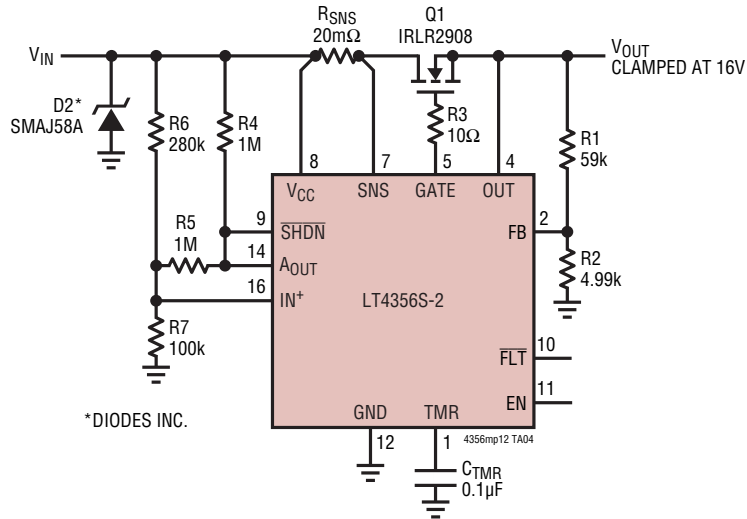 RSNS
20mΩ
Q1
IRLR2908
VIN
VOUT
CLAMPED AT 16V
D2*
SMAJ58A
R6
280k
R4
1M
R3
10Ω
R1
59k
8
7
5
4
VCC
SNS
GATE
OUT
9
SHDN
2
FB
R5
1M
14
AOUT
R2
4.99k
16
IN+
LT4356S-2
R7
100k
10
FLT
11
EN
*DIODES INC.
GND
TMR
12
1
4356mp12 TA04
CTMR
0.1µF